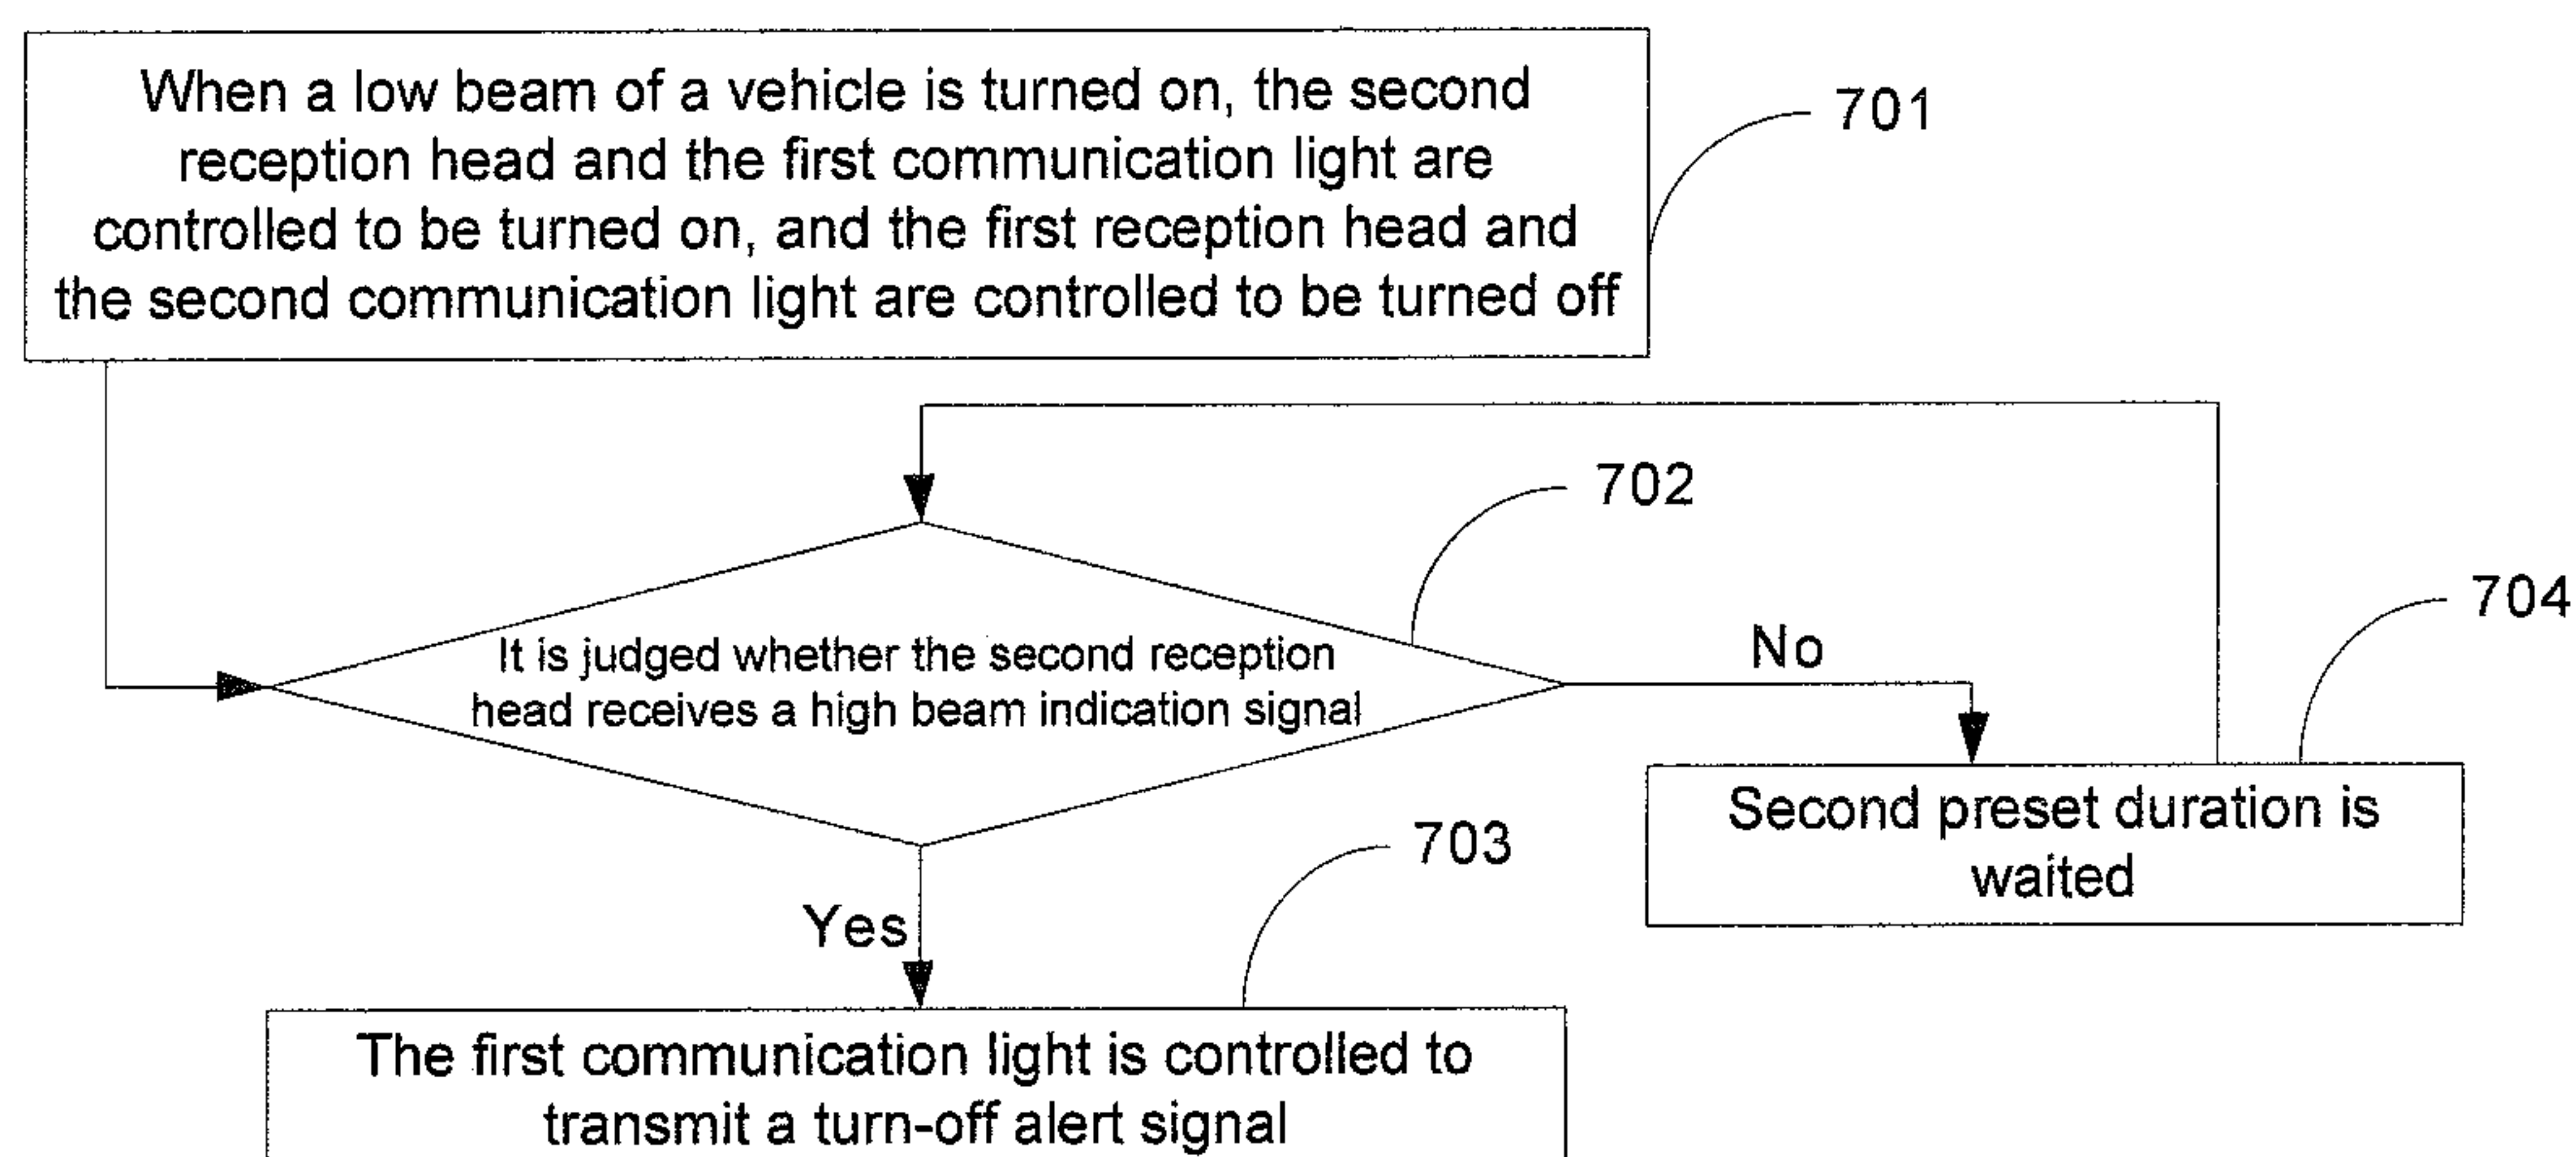 When a low beam of a vehicle is turned on, the second
reception head and the first communication light are
controlled to be turned on, and the first reception head and
the second communication light are controlled to be turned off
701
702
It is judged whether the second reception
head receives a high beam indication signal
No
704
Second preset duration is
waited
Yes
703
The first communication light is controlled to
transmit a turn-off alert signal